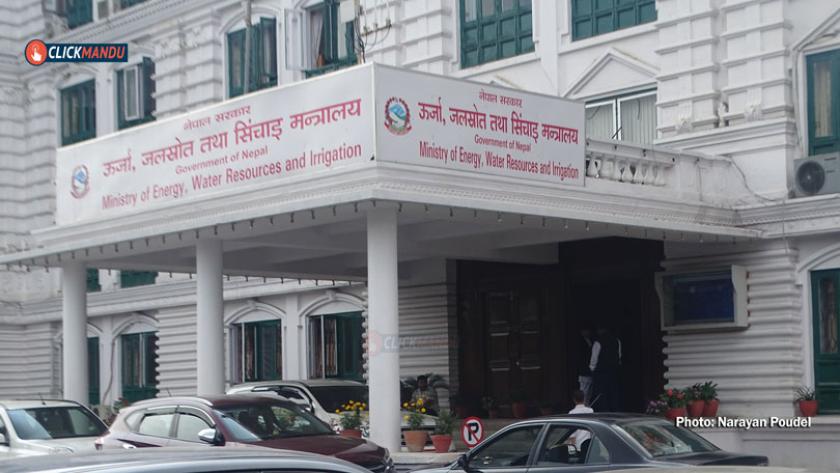 CLICKMANDU
नेपाल सरकार
ऊर्जा, जलस्रोत तथा सिंचाइ मन्त्रालय
Government of Nepal
Ministry of Energy, Water Resources and Irrigation
नेपाल सरकार
ऊर्जा, जलस्रोत तथा सिंचाइ मन्त्रालय
Government of Nepal
Ministry of Energy, Water Resources and Irrigation
CLICKMANDU
P
Photo: Narayan Poudel